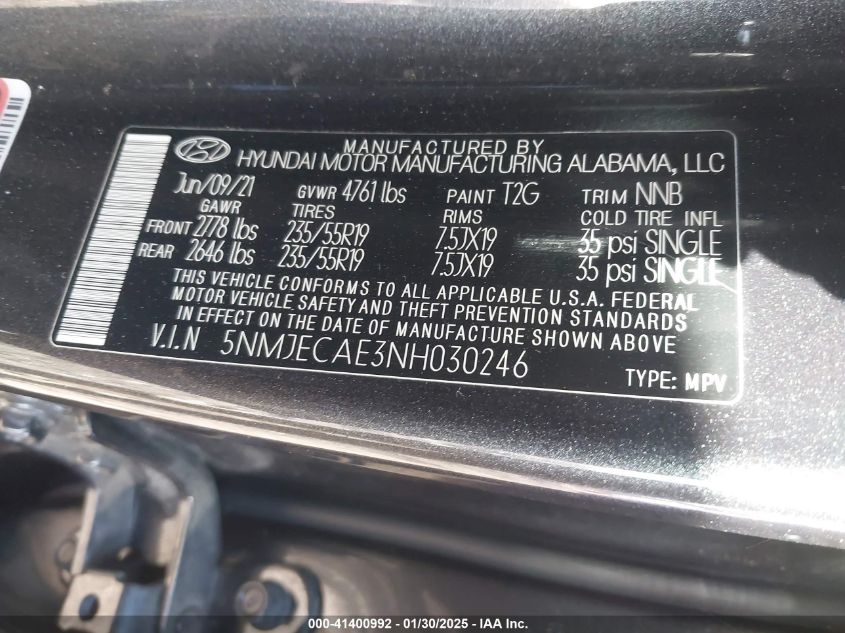 MANUFACTURED BY
HYUNDAI MOTOR MANUFACTURING ALABAMA, LLC
Jun/09/21 GVWR 4761 lbs PAINT T2G TRIM NNB
GAWR TIRES RIMS COLD TIRE INFL
FRONT 2778 lbs 235/55R19 7.5JX19 35 psi SINGLE
REAR 2646 lbs 235/55R19 7.5JX19 35 psi SINGLE
THIS VEHICLE CONFORMS TO ALL APPLICABLE U.S.A. FEDERAL
MOTOR VEHICLE SAFETY AND THEFT PREVENTION STANDARDS
IN EFFECT ON THE DATE OF MANUFACTURE SHOWN ABOVE.
V.I.N 5NMJECAE3NH030246
TYPE: MPV
000-41400992 - 01/30/2025 - IAA Inc.